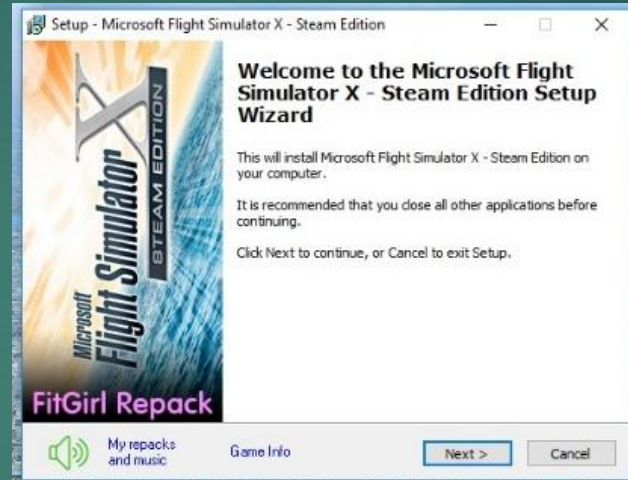 Setup - Microsoft Flight Simulator X - Steam Edition
Welcome to the Microsoft Flight
Simulator X - Steam Edition Setup
Wizard
This will install Microsoft Flight Simulator X - Steam Edition on
your computer.
It is recommended that you close all other applications before
continuing.
Click Next to continue, or Cancel to exit Setup.
Microsoft
Flight Simulator
X
STEAM EDITION
FitGirl Repack
My repacks
and music
Game Info
Next >
Cancel